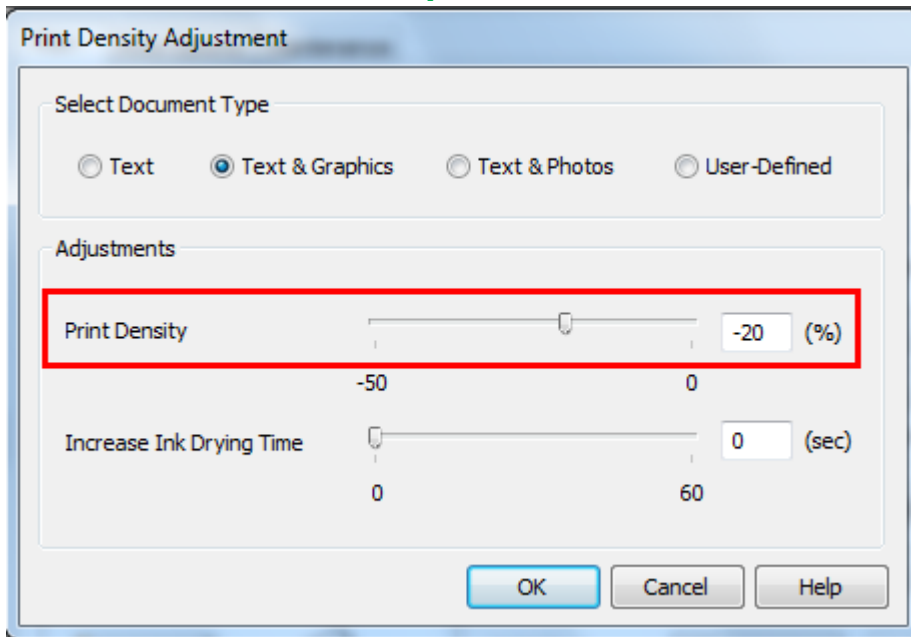 Print Density Adjustment
Select Document Type
Text Text & Graphics Text & Photos User-Defined
Adjustments
Print Density -20 (%)
-50 0
Increase Ink Drying Time 0 (sec)
0 60
OK Cancel Help